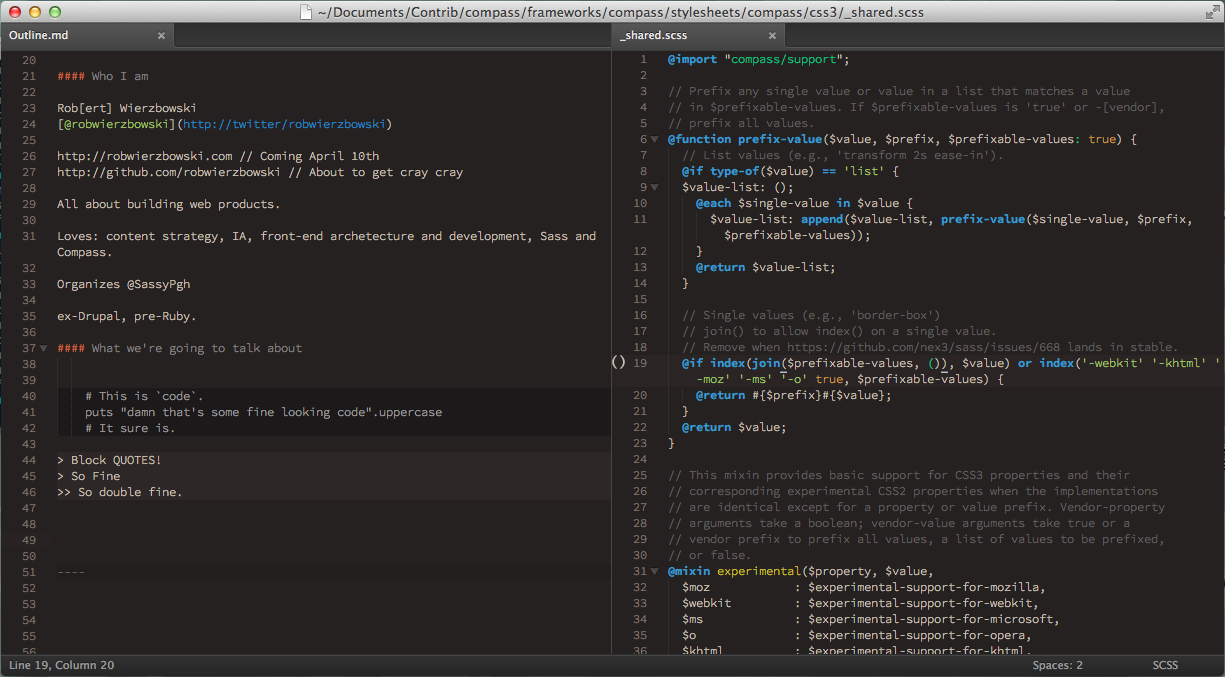 ~/Documents/Contrib/compass/frameworks/compass/stylesheets/compass/css3/_shared.scss
Outline.md ×
20
21 #### Who I am
22
23 Rob[ert] Wierzbowski
24 [@robwierzbowski](http://twitter/robwierzbowski)
25
26 http://robwierzbowski.com // Coming April 10th
27 http://github.com/robwierzbowski // About to get cray cray
28
29 All about building web products.
30
31 Loves: content strategy, IA, front-end archetecture and development, Sass and
Compass.
32
33 Organizes @SassyPgh
34
35 ex-Drupal, pre-Ruby.
36
37 #### What we're going to talk about
38
39
40 # This is `code`.
41 puts "damn that's some fine looking code".uppercase
42 # It sure is.
43
44 > Block QUOTES!
45 > So Fine
46 >> So double fine.
47
48
49
50
51 ----
52
53
54
55
56
_shared.scss ×
1 @import "compass/support";
2
3 // Prefix any single value or value in a list that matches a value
4 // in $prefixable-values. If $prefixable-values is 'true' or -[vendor],
5 // prefix all values.
6 @function prefix-value($value, $prefix, $prefixable-values: true) {
7 // List values (e.g., 'transform 2s ease-in').
8 @if type-of($value) == 'list' {
9 $value-list: ();
10 @each $single-value in $value {
11 $value-list: append($value-list, prefix-value($single-value, $prefix,
$prefixable-values));
12 }
13 @return $value-list;
14 }
15
16 // Single values (e.g., 'border-box')
17 // join() to allow index() on a single value.
18 // Remove when https://github.com/nex3/sass/issues/668 lands in stable.
() 19 @if index(join($prefixable-values, ()), $value) or index('-webkit' '-khtml' '
-moz' '-ms' '-o' true, $prefixable-values) {
20 @return #{$prefix}#{$value};
21 }
22 @return $value;
23 }
24
25 // This mixin provides basic support for CSS3 properties and their
26 // corresponding experimental CSS2 properties when the implementations
27 // are identical except for a property or value prefix. Vendor-property
28 // arguments take a boolean; vendor-value arguments take true or a
29 // vendor prefix to prefix all values, a list of values to be prefixed,
30 // or false.
31 @mixin experimental($property, $value,
32 $moz : $experimental-support-for-mozilla,
33 $webkit : $experimental-support-for-webkit,
34 $ms : $experimental-support-for-microsoft,
35 $o : $experimental-support-for-opera,
36 $khtml : $experimental-support-for-khtml,
Line 19, Column 20
Spaces: 2
SCSS